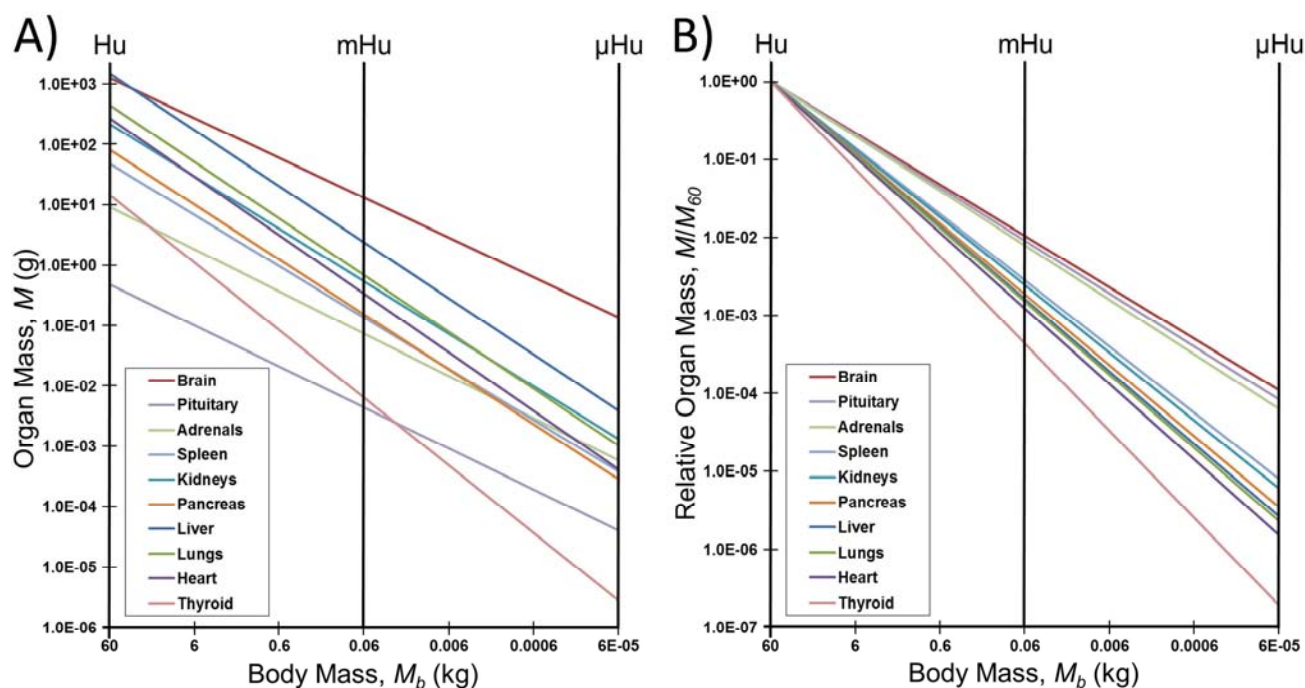 A)
Hu mHu μHu
1.0E+03
1.0E+02
1.0E+01
1.0E+00
1.0E-01
1.0E-02
1.0E-03
1.0E-04
1.0E-05
1.0E-06
Organ Mass, M (g)
Brain
Pituitary
Adrenals
Spleen
Kidneys
Pancreas
Liver
Lungs
Heart
Thyroid
60 6 0.6 0.06 0.006 0.0006 6E-05
Body Mass, Mb (kg)
B)
Hu mHu μHu
1.0E+00
1.0E-01
1.0E-02
1.0E-03
1.0E-04
1.0E-05
1.0E-06
1.0E-07
Relative Organ Mass, M/M60
Brain
Pituitary
Adrenals
Spleen
Kidneys
Pancreas
Liver
Lungs
Heart
Thyroid
60 6 0.6 0.06 0.006 0.0006 6E-05
Body Mass, Mb (kg)